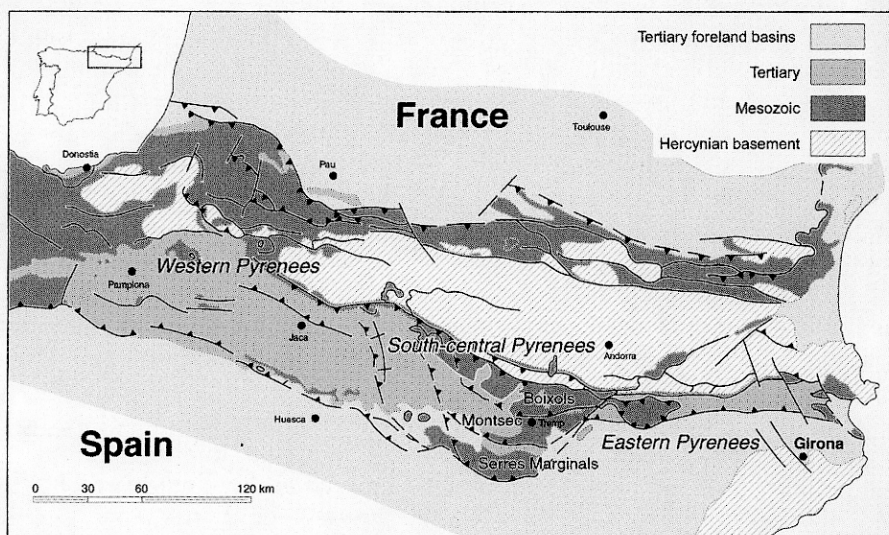 Tertiary foreland basins
Tertiary
Mesozoic
Hercynian basement
France
Toulouse
Donostia
Pau
Western Pyrenees
Pamplona
Jaca
South-central Pyrenees
Andorra
Boixols
Huesca
Montsec
Tremp
Eastern Pyrenees
Girona
Spain
Serres Marginals
0 30 60 120 km